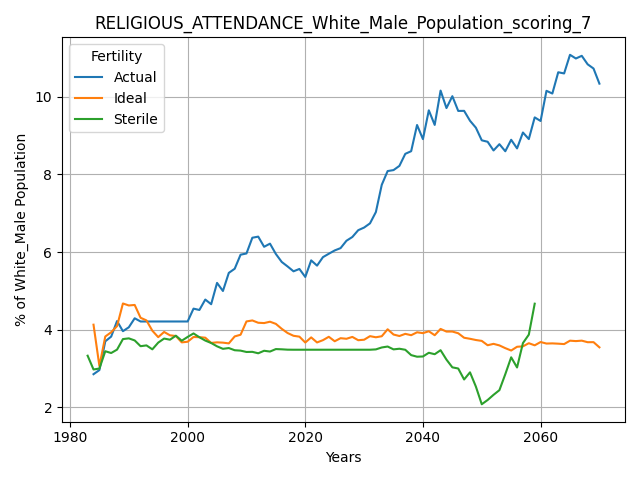 RELIGIOUS_ATTENDANCE_White_Male_Population_scoring_7
Fertility
Actual
Ideal
Sterile
% of White_Male Population
10
8
6
4
2
1980 2000 2020 2040 2060
Years